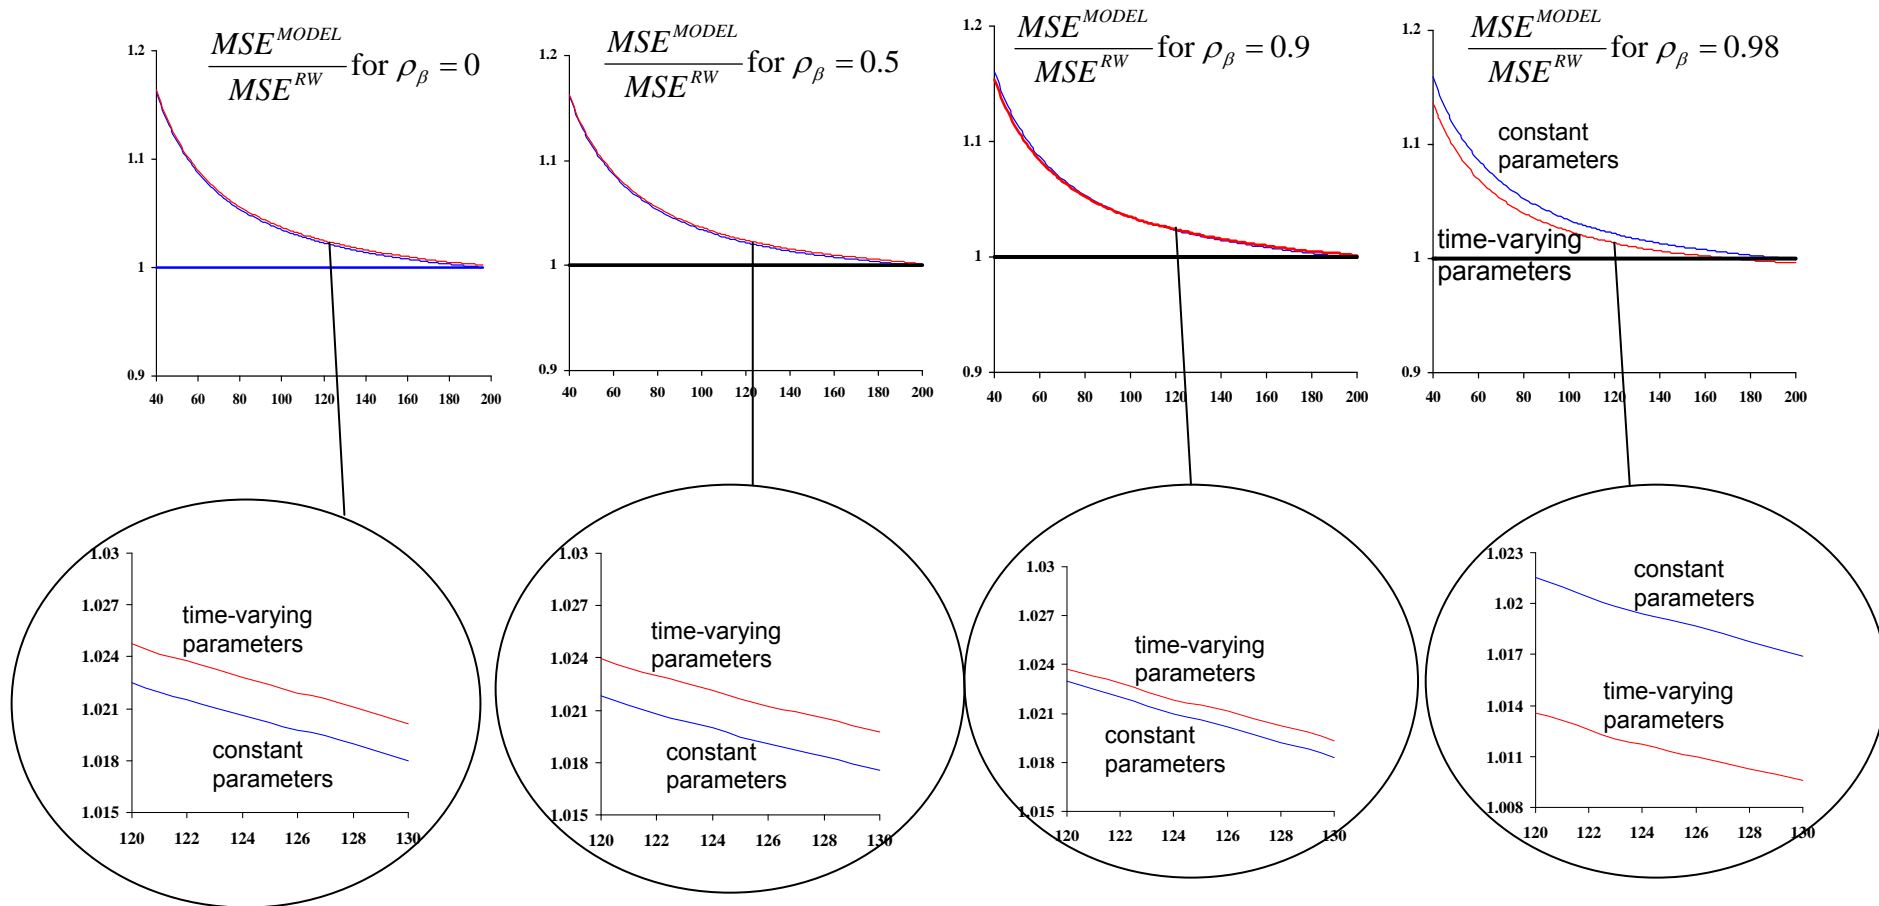 MSE^MODEL / MSE^RW for ρ_β = 0
1.2
1.1
1
0.9
40 60 80 100 120 140 160 180 200
MSE^MODEL / MSE^RW for ρ_β = 0.5
1.2
1.1
1
0.9
40 60 80 100 120 140 160 180 200
MSE^MODEL / MSE^RW for ρ_β = 0.9
1.2
1.1
1
0.9
40 60 80 100 120 140 160 180 200
MSE^MODEL / MSE^RW for ρ_β = 0.98
1.2
1.1
1
0.9
constant
parameters
time-varying
parameters
40 60 80 100 120 140 160 180 200
1.03
1.027
1.024
1.021
1.018
1.015
time-varying
parameters
constant
parameters
120 122 124 126 128 130
1.03
1.027
1.024
1.021
1.018
1.015
time-varying
parameters
constant
parameters
120 122 124 126 128 130
1.03
1.027
1.024
1.021
1.018
1.015
time-varying
parameters
constant
parameters
120 122 124 126 128 130
1.023
1.02
1.017
1.014
1.011
1.008
constant
parameters
time-varying
parameters
120 122 124 126 128 130